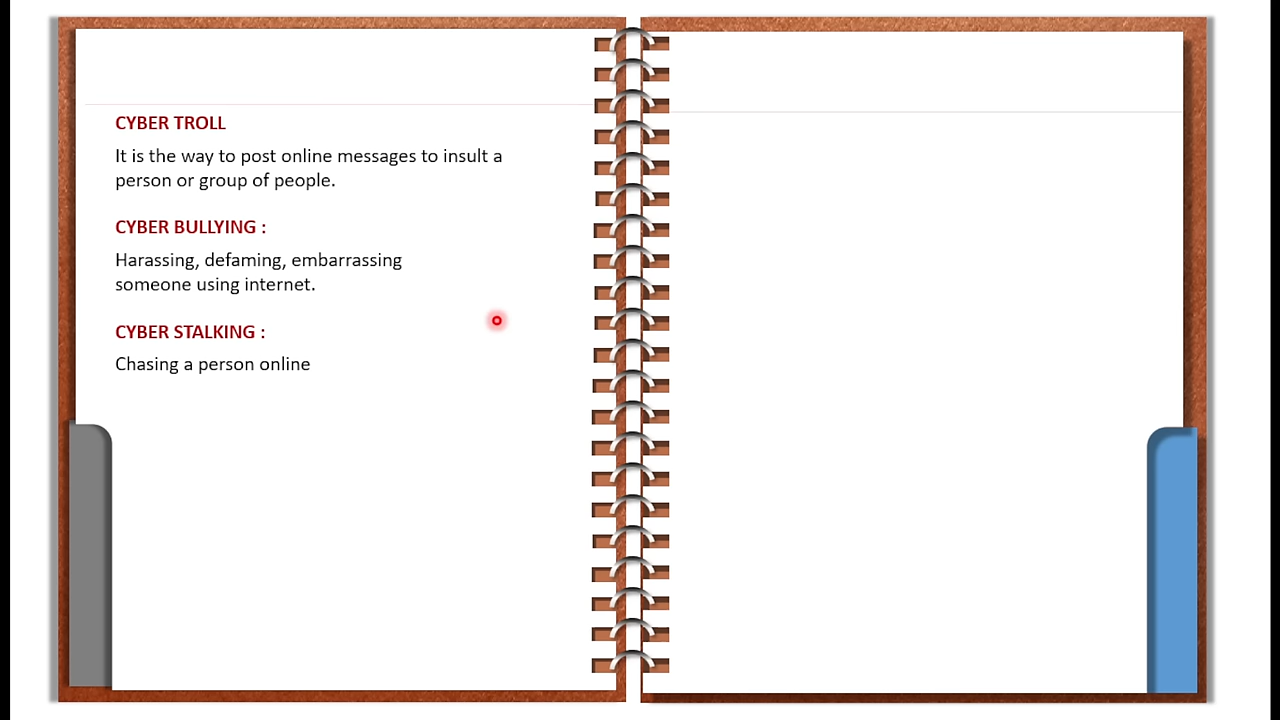 CYBER TROLL
It is the way to post online messages to insult a
person or group of people.
CYBER BULLYING :
Harassing, defaming, embarrassing
someone using internet.
CYBER STALKING :
Chasing a person online